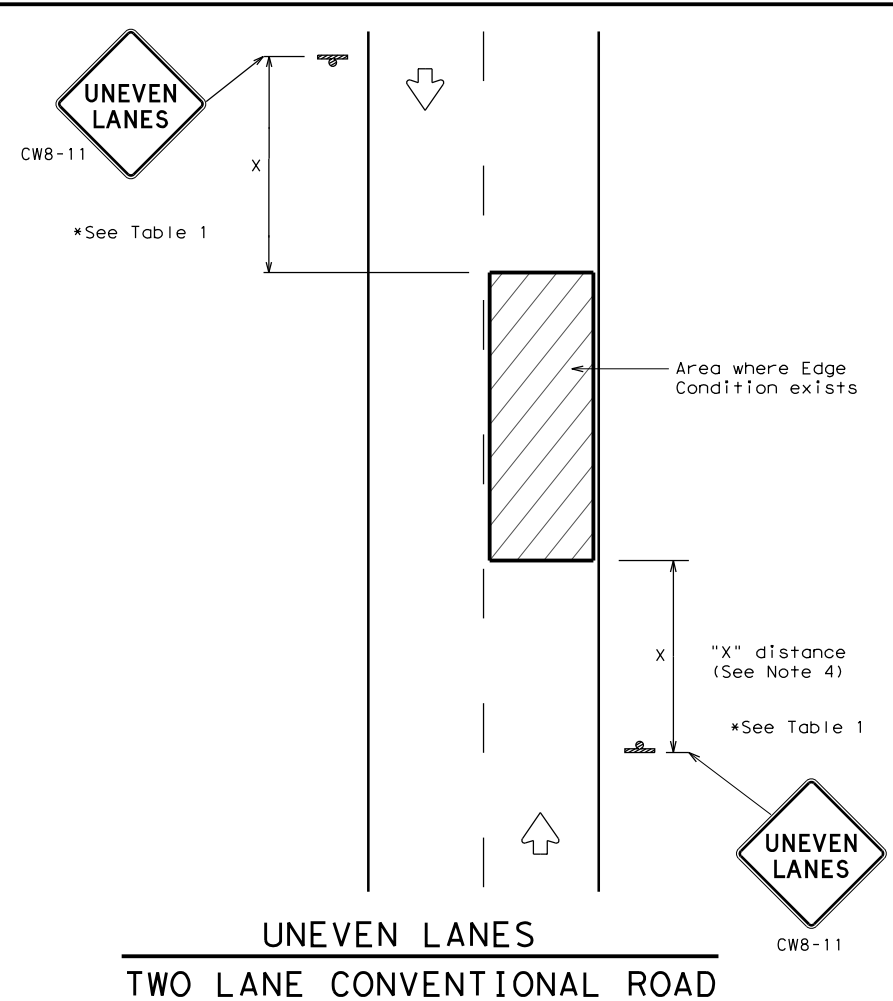 UNEVEN
LANES
CW8-11
X
*See Table 1
Area where Edge
Condition exists
X
"X" distance
(See Note 4)
*See Table 1
UNEVEN
LANES
CW8-11
UNEVEN LANES
TWO LANE CONVENTIONAL ROAD